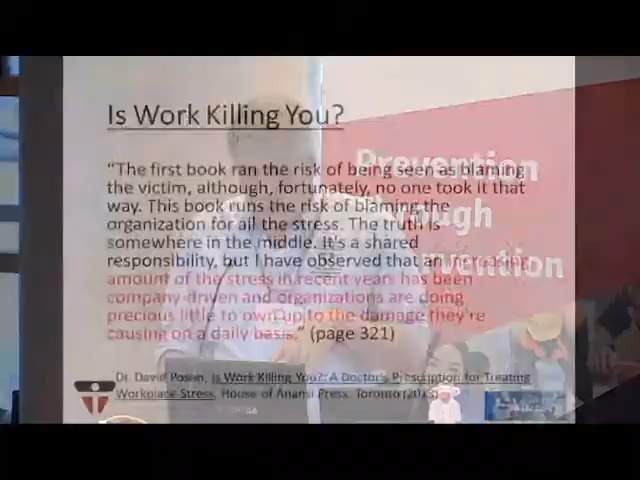 Is Work Killing You?
Prevention
"The first book ran the risk of being seen as blaming
the victim, although, fortunately, no one took it that
way. This book runs the risk of blaming the
organization for all the stress. The truth is
somewhere in the middle. It's a shared
responsibility, but I have observed that an increasing
amount of the stress in recent years has been
company-driven and organizations are doing
precious little to own up to the damage they're
causing on a daily basis." (page 321)
Dr. David Posen, Is Work Killing You?: A Doctor's Prescription for Treating
Workplace Stress, House of Anansi Press, Toronto (2013)